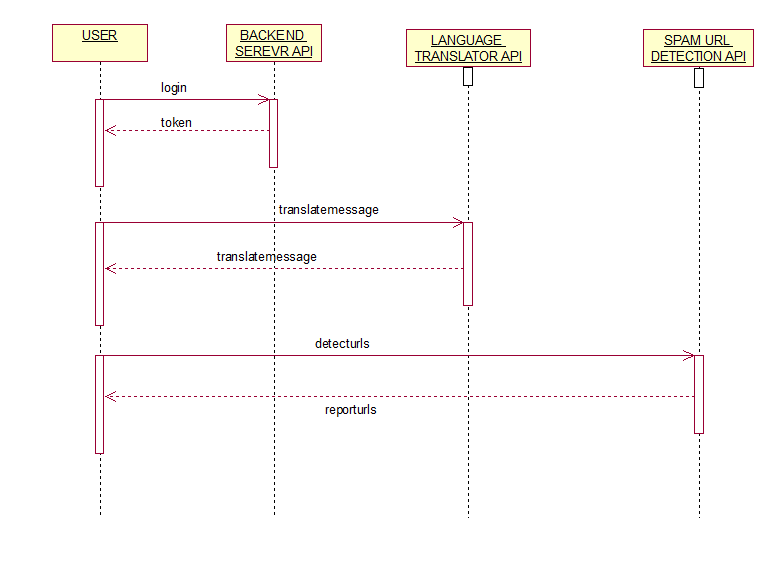 USER
BACKEND
SEREVR API
LANGUAGE
TRANSLATOR API
SPAM URL
DETECTION API
login
token
translatemessage
translatemessage
detecturls
reporturls